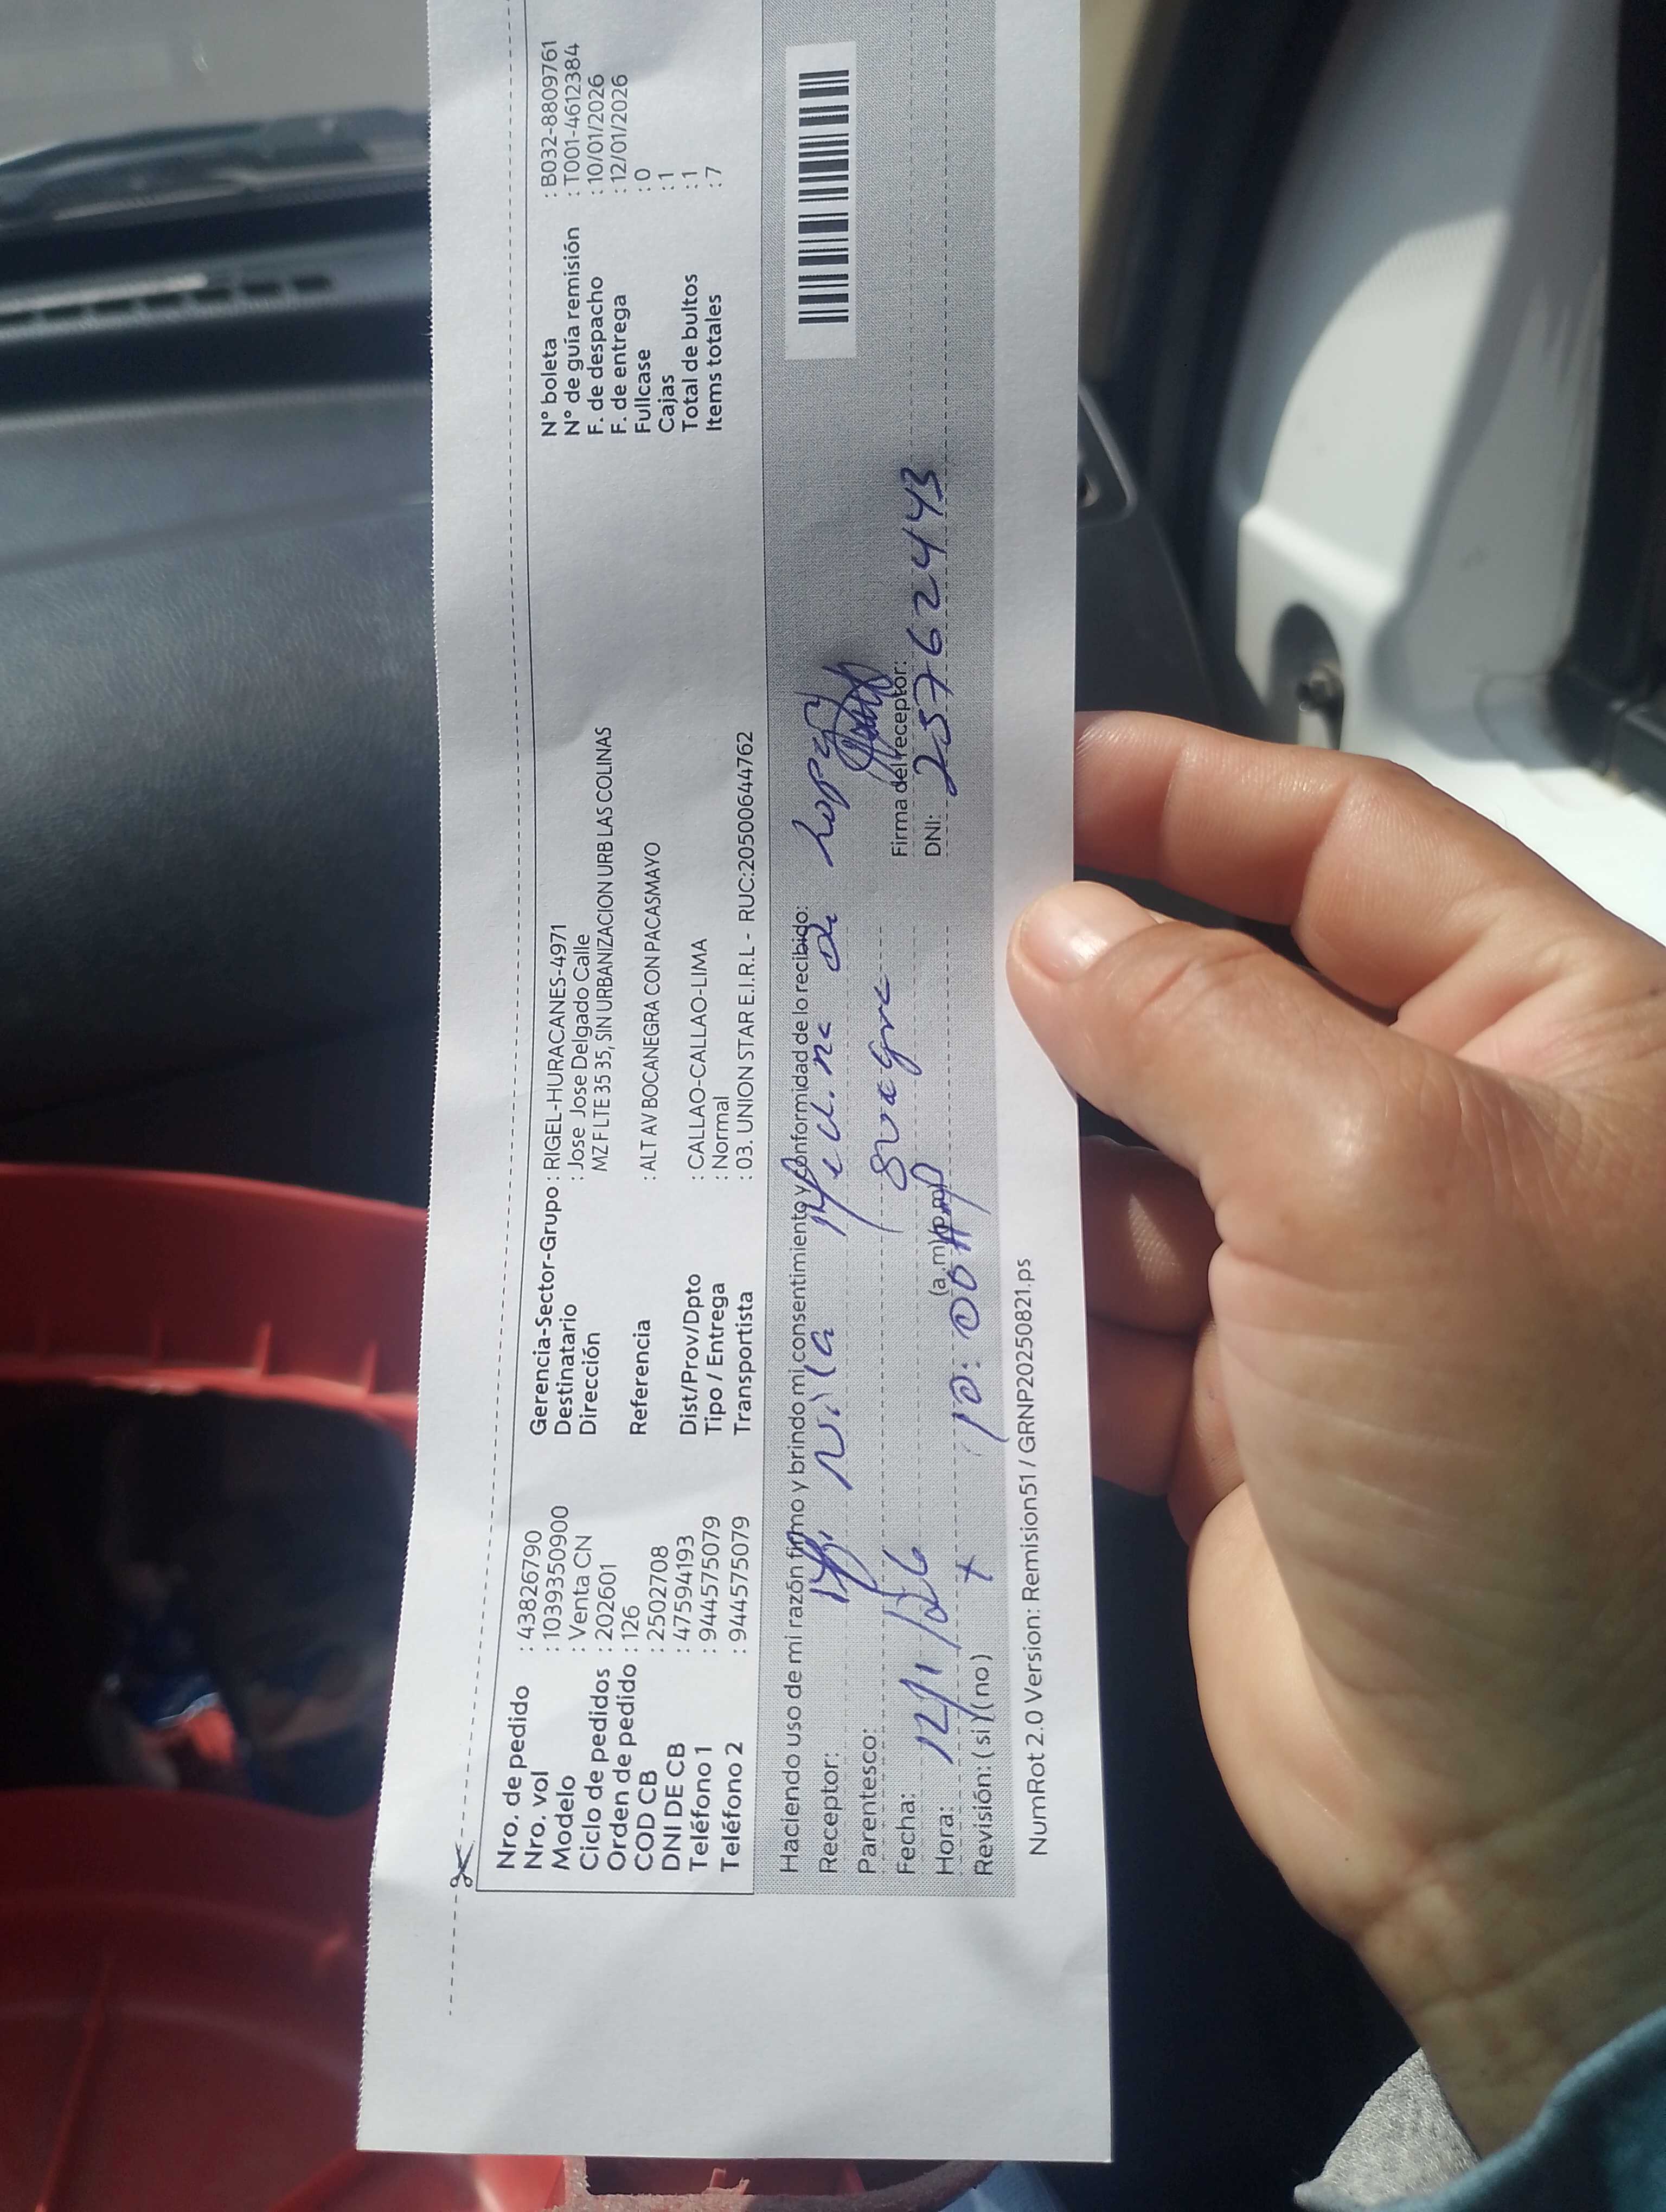 Nro. de pedido : 43826790
Nro. vol : 1039350900
Modelo : Venta CN
Ciclo de pedidos : 202601
Orden de pedido : 126
COD CB : 2502708
DNI DE CB : 47594193
Teléfono 1 : 944575079
Teléfono 2 : 944575079
Gerencia-Sector-Grupo : RIGEL-HURACANES-4971
Destinatario : Jose Jose Delgado Calle
Dirección MZ F LTE 35 35, SIN URBANIZACION URB LAS COLINAS
Referencia : ALT AV BOCANEGRA CON PACASMAYO
Dist/Prov/Dpto : CALLAO-CALLAO-LIMA
Tipo / Entrega : Normal
Transportista : 03. UNION STAR E.I.R.L - RUC:20500644762
N° boleta : B032-8809761
N° de guía remisión : T001-4612384
F. de despacho : 10/01/2026
F. de entrega : 12/01/2026
Fullcase : 0
Cajas : 1
Total de bultos : 1
Items totales : 7
Haciendo uso de mi razón firmo y brindo mi consentimiento y conformidad de lo recibido:
Receptor: de Lopez
Parentesco: suegra
Fecha: 12/1/26
Hora: 10:00 (a.m) (p.m)
Revisión: (si) (no) x
Firma del receptor:
DNI: 25762443
NumRot 2.0 Version: Remision51 / GRNP20250821.ps